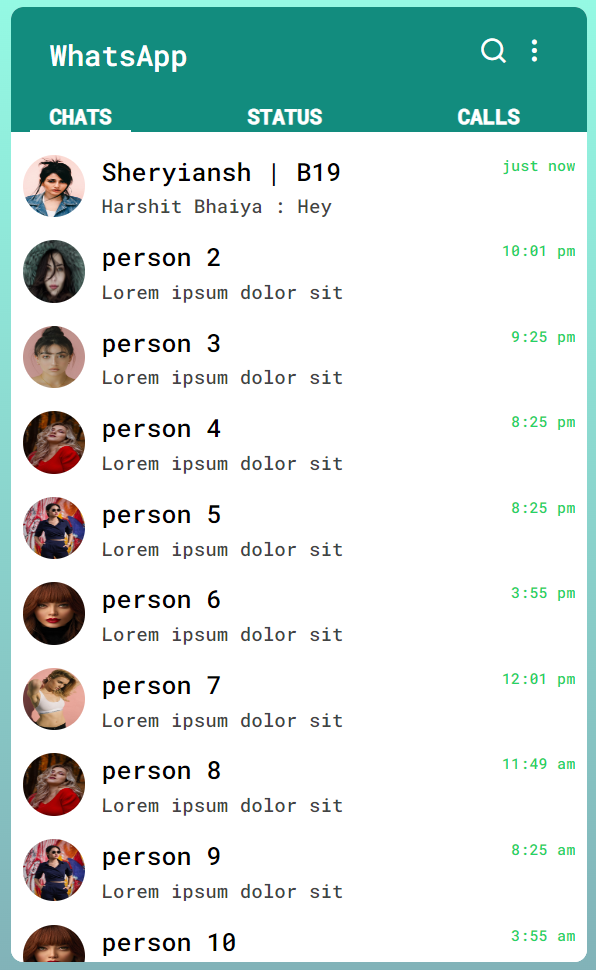 WhatsApp
CHATS STATUS CALLS
Sheryiansh | B19 just now
Harshit Bhaiya : Hey
person 2 10:01 pm
Lorem ipsum dolor sit
person 3 9:25 pm
Lorem ipsum dolor sit
person 4 8:25 pm
Lorem ipsum dolor sit
person 5 8:25 pm
Lorem ipsum dolor sit
person 6 3:55 pm
Lorem ipsum dolor sit
person 7 12:01 pm
Lorem ipsum dolor sit
person 8 11:49 am
Lorem ipsum dolor sit
person 9 8:25 am
Lorem ipsum dolor sit
person 10 3:55 am